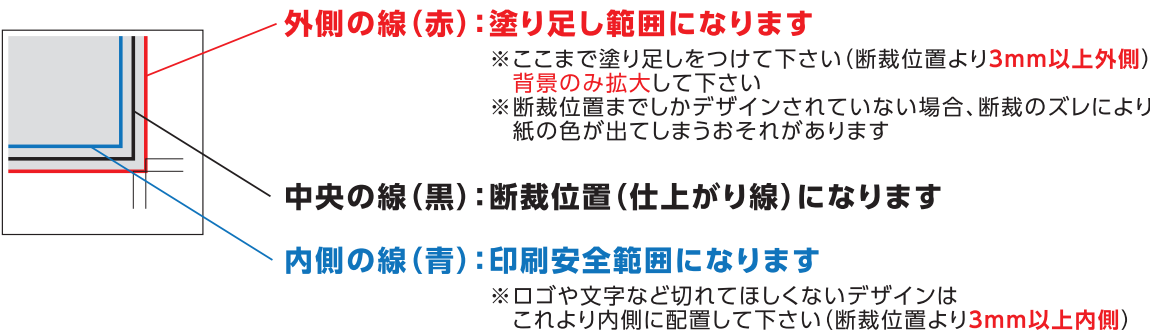 外側の線（赤）：塗り足し範囲になります
※ここまで塗り足しをつけて下さい（断裁位置より3mm以上外側）
背景のみ拡大して下さい
※断裁位置までしかデザインされていない場合、断裁のズレにより
紙の色が出てしまうおそれがあります
中央の線（黒）：断裁位置（仕上がり線）になります
内側の線（青）：印刷安全範囲になります
※ロゴや文字など切れてほしくないデザインは
これより内側に配置して下さい（断裁位置より3mm以上内側）